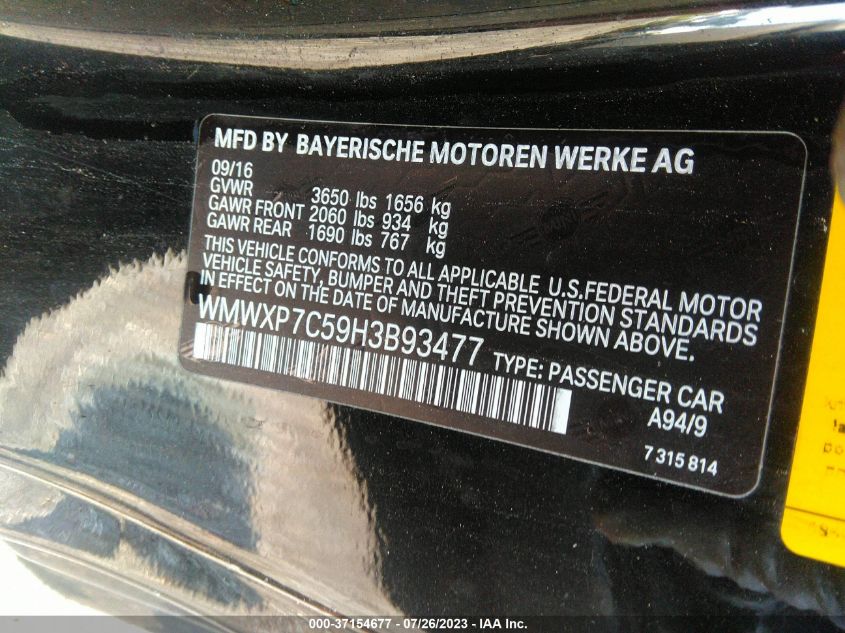 MFD BY BAYERISCHE MOTOREN WERKE AG
09/16
GVWR 3650 lbs 1656 kg
GAWR FRONT 2060 lbs 934 kg
GAWR REAR 1690 lbs 767 kg
THIS VEHICLE CONFORMS TO ALL APPLICABLE U.S.FEDERAL MOTOR
VEHICLE SAFETY, BUMPER AND THEFT PREVENTION STANDARDS
IN EFFECT ON THE DATE OF MANUFACTURE SHOWN ABOVE.
WMWXP7C59H3B93477 TYPE: PASSENGER CAR
A94/9
7 315 814
000-37154677 - 07/26/2023 - IAA Inc.